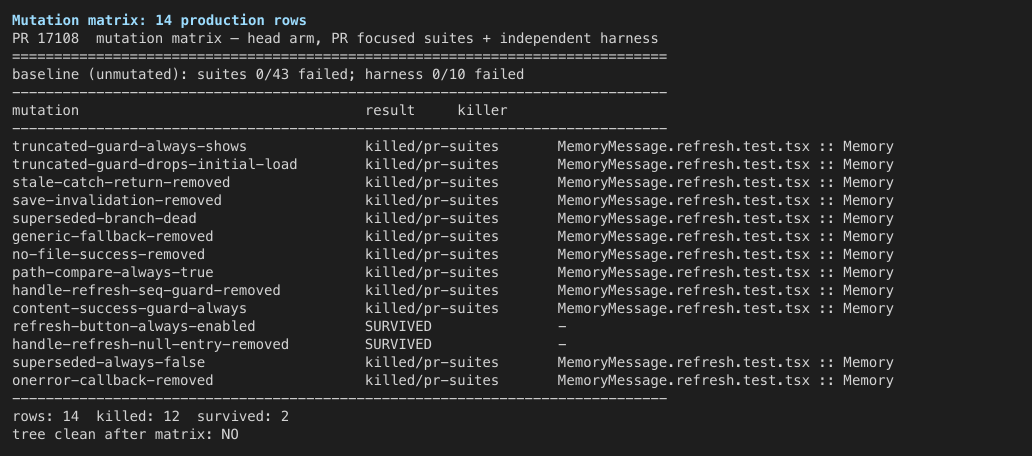 Mutation matrix: 14 production rows
PR 17108  mutation matrix — head arm, PR focused suites + independent harness
==============================================================================
baseline (unmutated): suites 0/43 failed; harness 0/10 failed
------------------------------------------------------------------------------
mutation                                  result     killer
------------------------------------------------------------------------------
truncated-guard-always-shows              killed/pr-suites       MemoryMessage.refresh.test.tsx :: Memory
truncated-guard-drops-initial-load        killed/pr-suites       MemoryMessage.refresh.test.tsx :: Memory
stale-catch-return-removed                killed/pr-suites       MemoryMessage.refresh.test.tsx :: Memory
save-invalidation-removed                 killed/pr-suites       MemoryMessage.refresh.test.tsx :: Memory
superseded-branch-dead                    killed/pr-suites       MemoryMessage.refresh.test.tsx :: Memory
generic-fallback-removed                  killed/pr-suites       MemoryMessage.refresh.test.tsx :: Memory
no-file-success-removed                   killed/pr-suites       MemoryMessage.refresh.test.tsx :: Memory
path-compare-always-true                  killed/pr-suites       MemoryMessage.refresh.test.tsx :: Memory
handle-refresh-seq-guard-removed          killed/pr-suites       MemoryMessage.refresh.test.tsx :: Memory
content-success-guard-always              killed/pr-suites       MemoryMessage.refresh.test.tsx :: Memory
refresh-button-always-enabled             SURVIVED               -
handle-refresh-null-entry-removed         SURVIVED               -
superseded-always-false                   killed/pr-suites       MemoryMessage.refresh.test.tsx :: Memory
onerror-callback-removed                  killed/pr-suites       MemoryMessage.refresh.test.tsx :: Memory
------------------------------------------------------------------------------
rows: 14  killed: 12  survived: 2
tree clean after matrix: NO